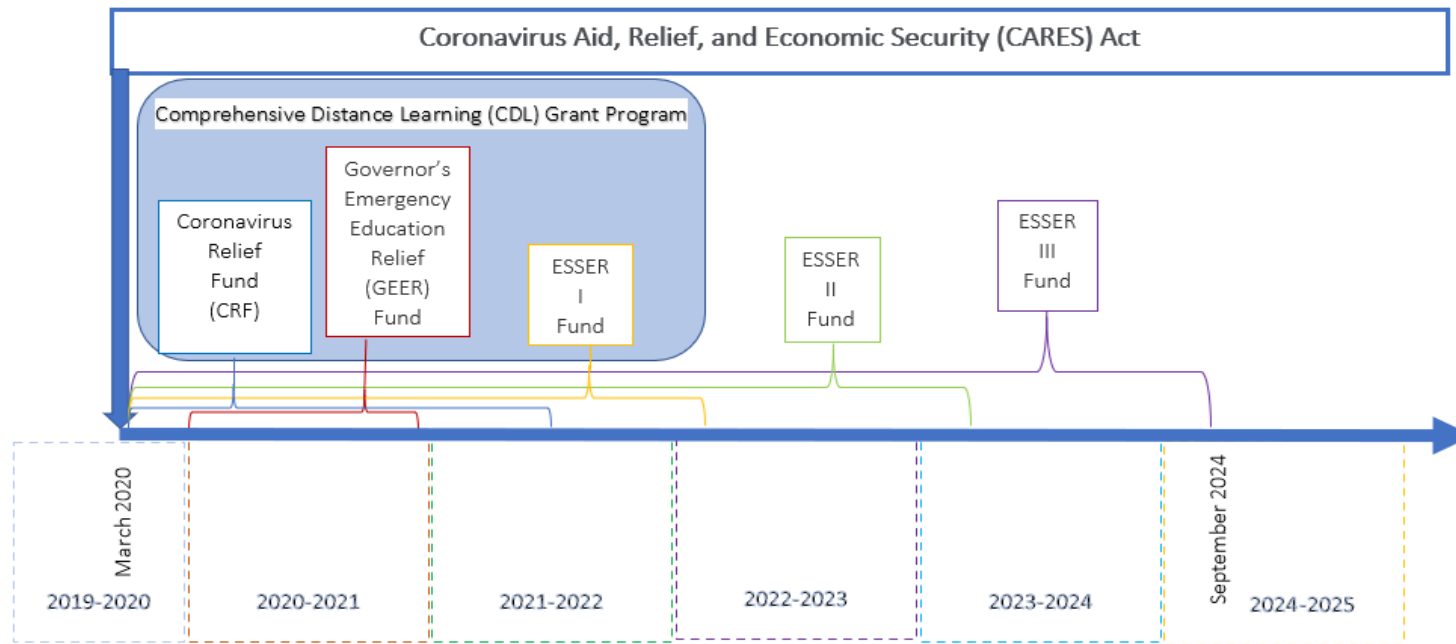 Coronavirus Aid, Relief, and Economic Security (CARES) Act
Comprehensive Distance Learning (CDL) Grant Program
Coronavirus
Relief
Fund
(CRF)
Governor's
Emergency
Education
Relief
(GEER)
Fund
ESSER
I
Fund
ESSER
II
Fund
ESSER
III
Fund
March 2020
September 2024
2019-2020
2020-2021
2021-2022
2022-2023
2023-2024
2024-2025